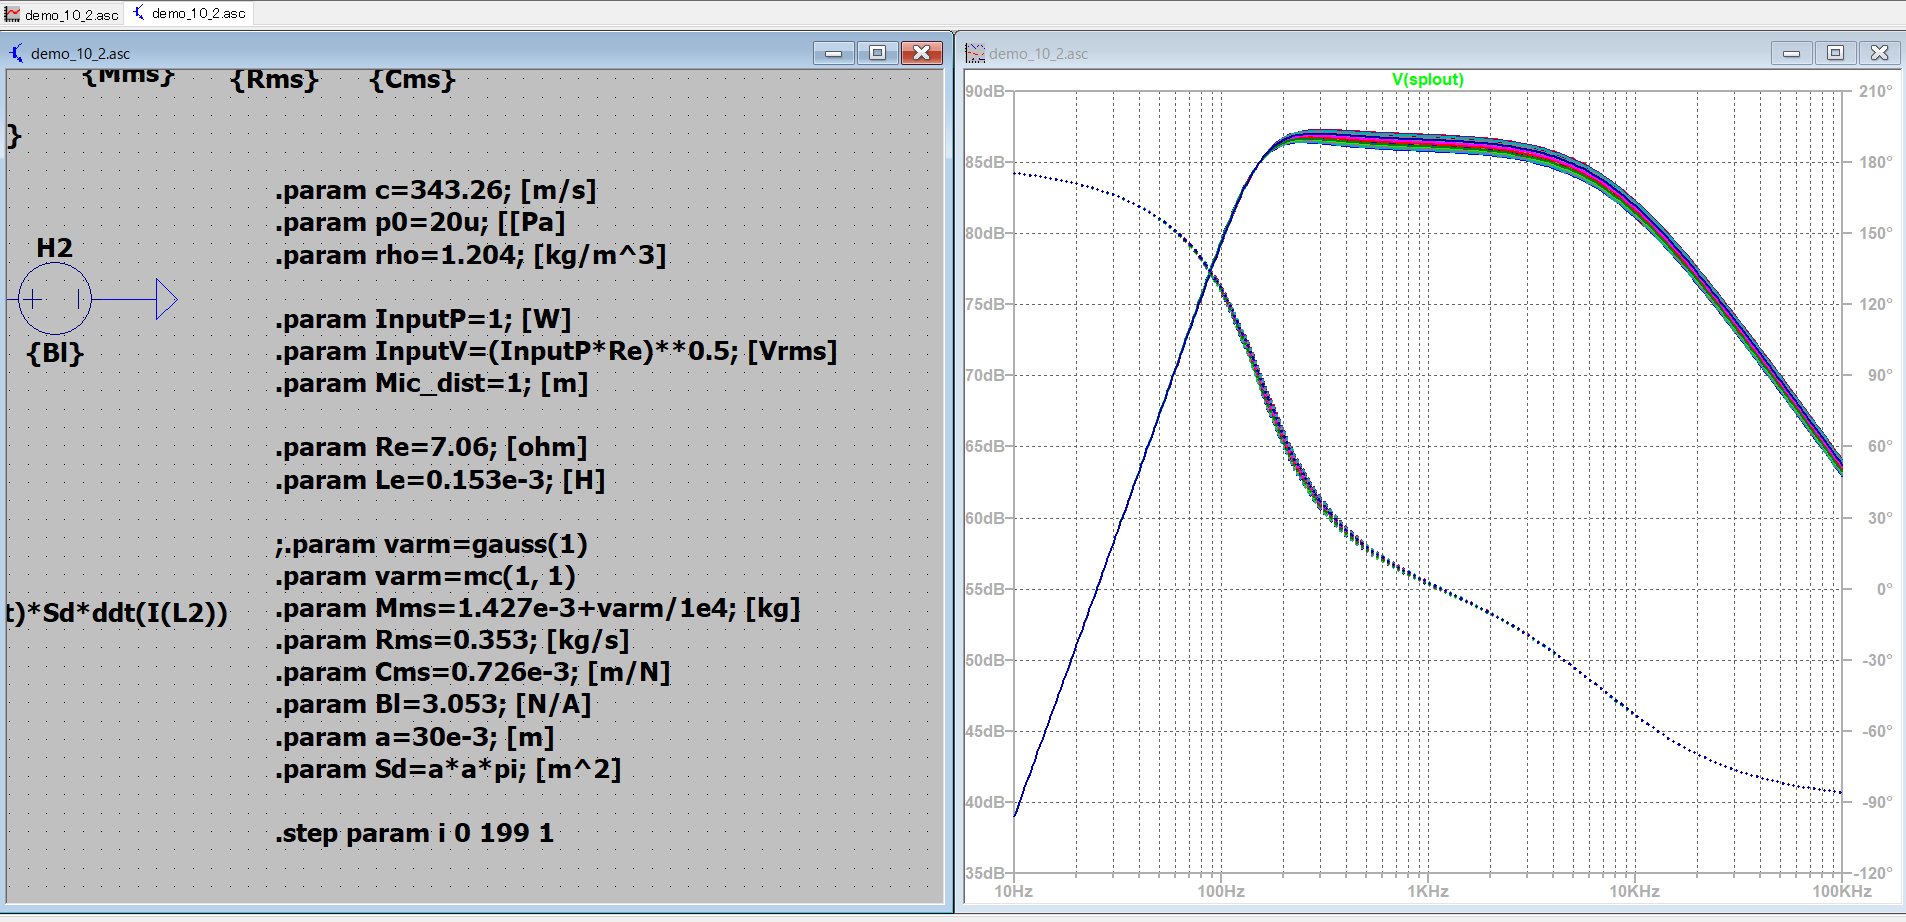 demo_10_2.asc
demo_10_2.asc
demo_10_2.asc
{Mms} {Rms} {Cms}
}
.param c=343.26; [m/s]
.param p0=20u; [[Pa]
.param rho=1.204; [kg/m^3]
H2
{Bl}
.param InputP=1; [W]
.param InputV=(InputP*Re)**0.5; [Vrms]
.param Mic_dist=1; [m]
.param Re=7.06; [ohm]
.param Le=0.153e-3; [H]
;.param varm=gauss(1)
.param varm=mc(1, 1)
t)*Sd*ddt(I(L2))
.param Mms=1.427e-3+varm/1e4; [kg]
.param Rms=0.353; [kg/s]
.param Cms=0.726e-3; [m/N]
.param Bl=3.053; [N/A]
.param a=30e-3; [m]
.param Sd=a*a*pi; [m^2]
.step param i 0 199 1
demo_10_2.asc
V(splout)
90dB 210°
85dB 180°
80dB 150°
75dB 120°
70dB 90°
65dB 60°
60dB 30°
55dB 0°
50dB -30°
45dB -60°
40dB -90°
35dB -120°
10Hz 100Hz 1KHz 10KHz 100KHz